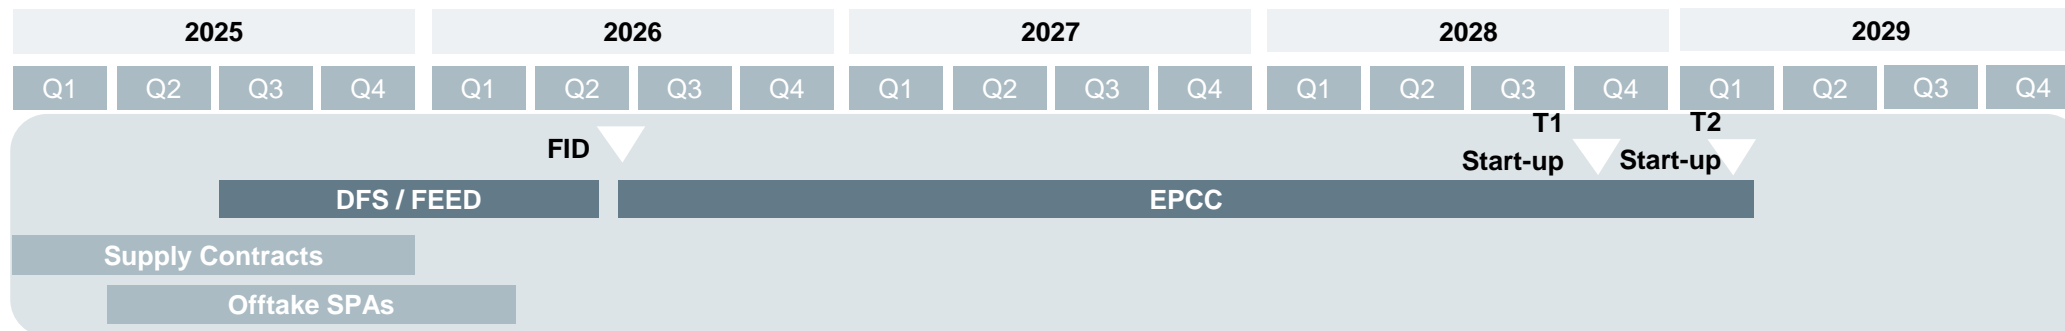 2025 2026 2027 2028 2029
Q1 Q2 Q3 Q4 Q1 Q2 Q3 Q4 Q1 Q2 Q3 Q4 Q1 Q2 Q3 Q4 Q1 Q2 Q3 Q4
T1 T2
FID Start-up Start-up
DFS / FEED EPCC
Supply Contracts
Offtake SPAs